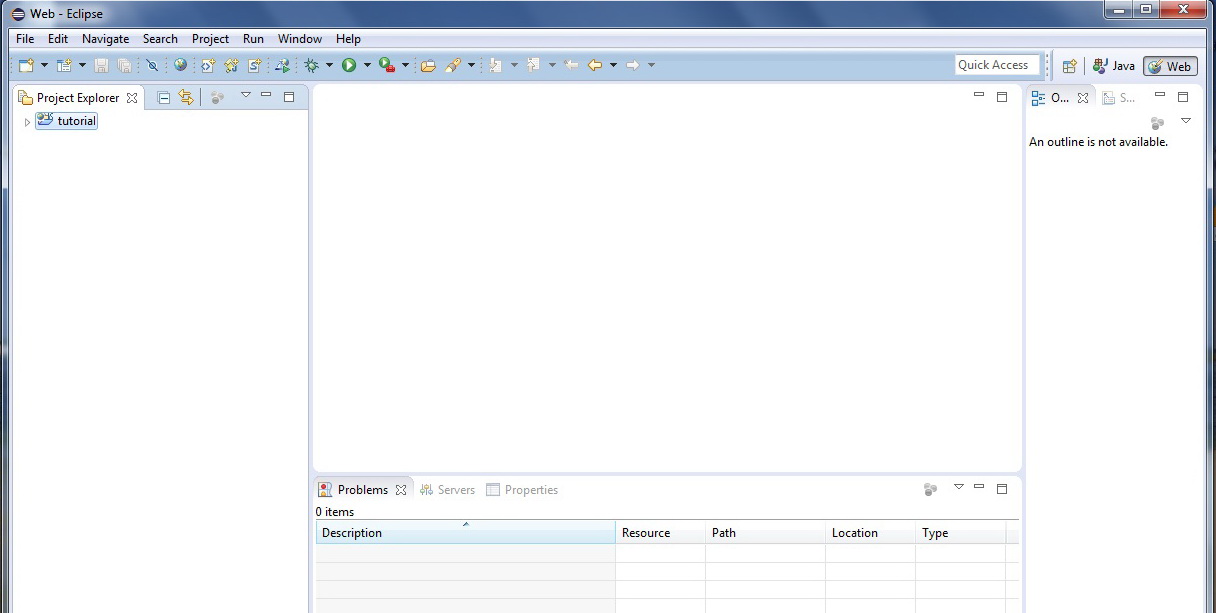 Web - Eclipse
File Edit Navigate Search Project Run Window Help
Quick Access Java Web
Project Explorer
tutorial
O... S...
An outline is not available.
Problems Servers Properties
0 items
Description Resource Path Location Type